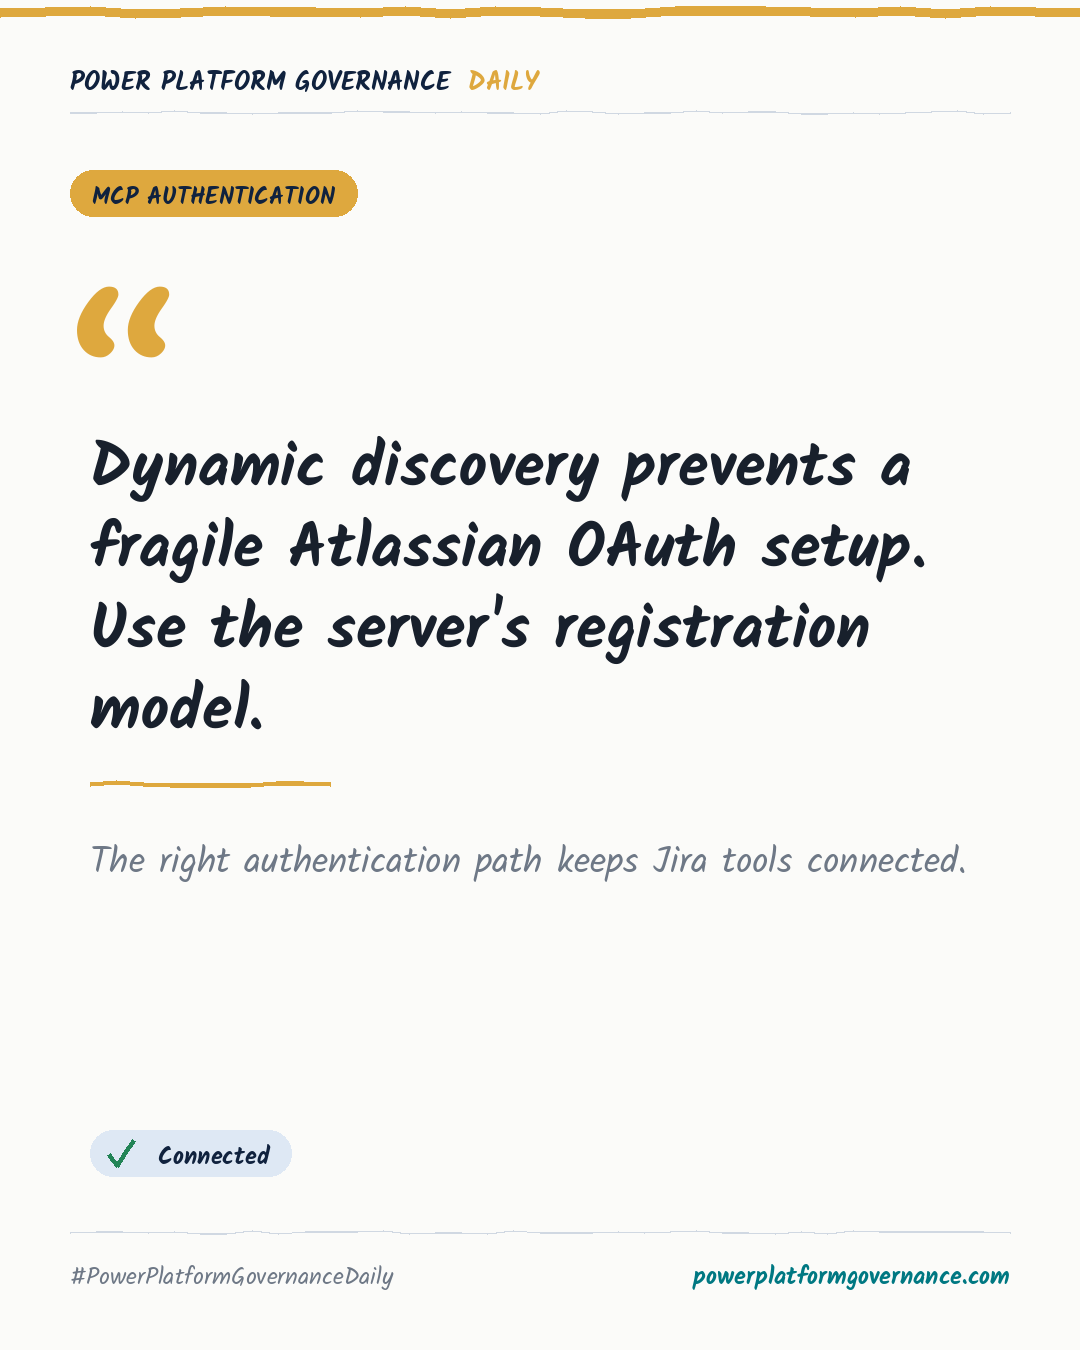 POWER PLATFORM GOVERNANCE DAILY
MCP AUTHENTICATION
“
Dynamic discovery prevents a
fragile Atlassian OAuth setup.
Use the server's registration
model.
The right authentication path keeps Jira tools connected.
✓ Connected
#PowerPlatformGovernanceDaily
powerplatformgovernance.com